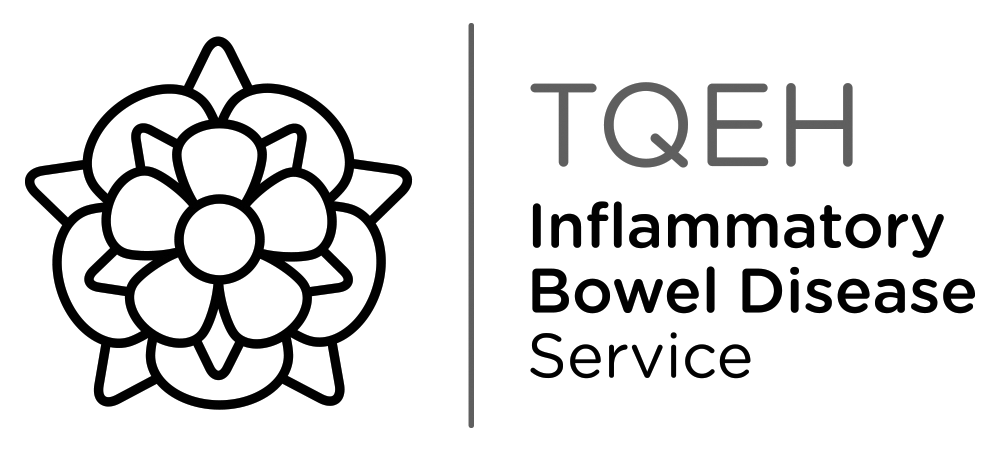 TQEH
Inflammatory
Bowel Disease
Service